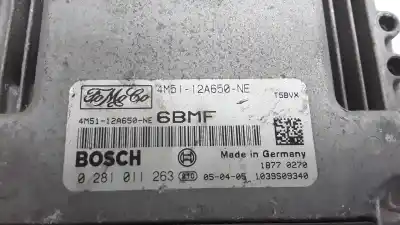 FoMoCo
4M51-12A650-NE
T5BVX
4M51-12A650-NE 6BMF
BOSCH
Made in Germany
1877 0270
0 281 011 263 05-04-05 1039S09340